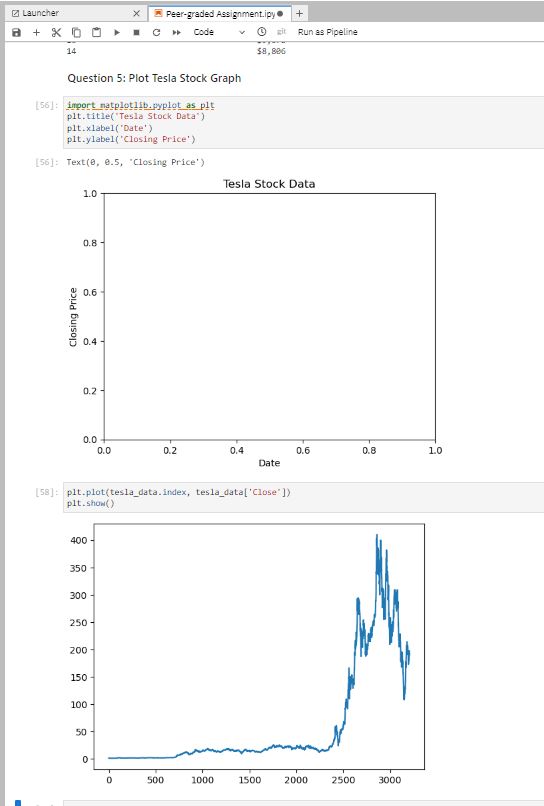 Launcher
Peer-graded Assignment.ipy
Code
git
Run as Pipeline
14 $8,806
Question 5: Plot Tesla Stock Graph
[56]: import matplotlib.pyplot as plt
plt.title('Tesla Stock Data')
plt.xlabel('Date')
plt.ylabel('Closing Price')
[56]: Text(0, 0.5, 'Closing Price')
Tesla Stock Data
1.0
0.8
0.6
0.4
0.2
0.0
Closing Price
0.0 0.2 0.4 0.6 0.8 1.0
Date
[58]: plt.plot(tesla_data.index, tesla_data['Close'])
plt.show()
400
350
300
250
200
150
100
50
0
0 500 1000 1500 2000 2500 3000